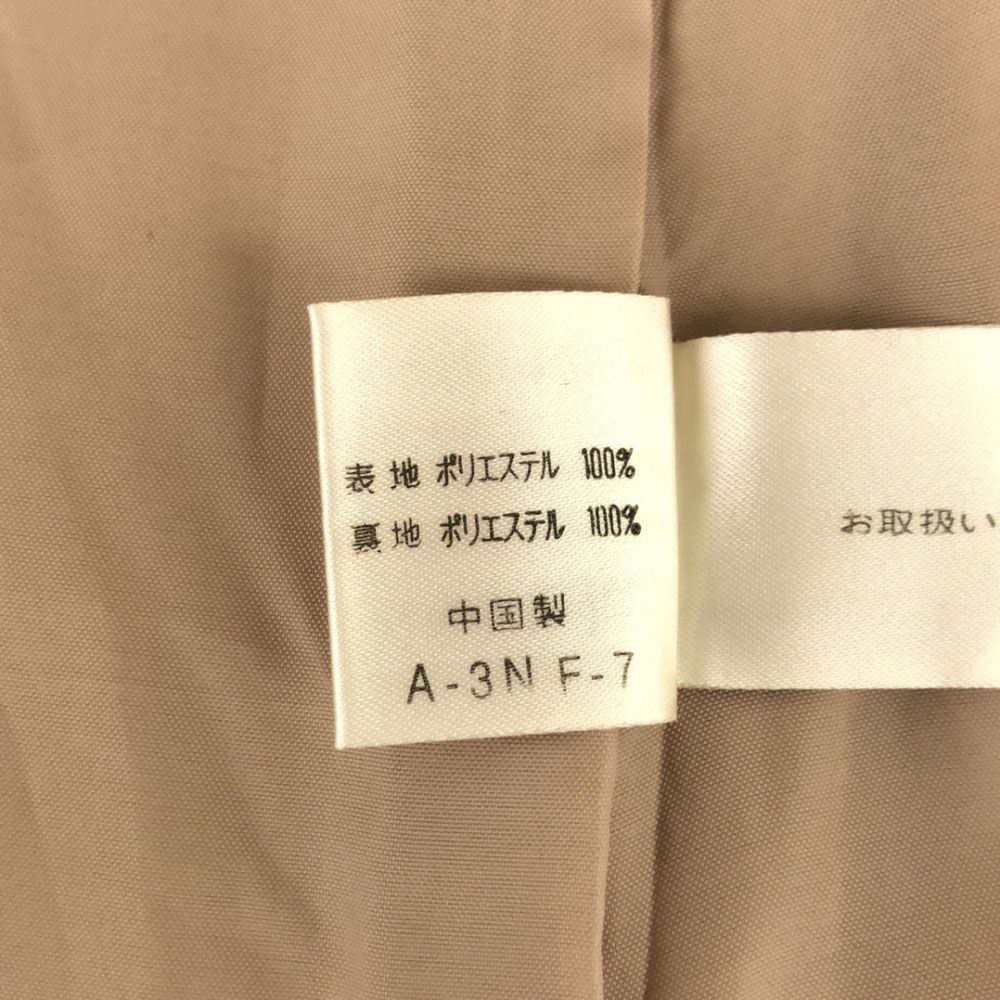 表地 ポリエステル 100%
裏地 ポリエステル 100%
中国製
A-3N F-7
お取扱い